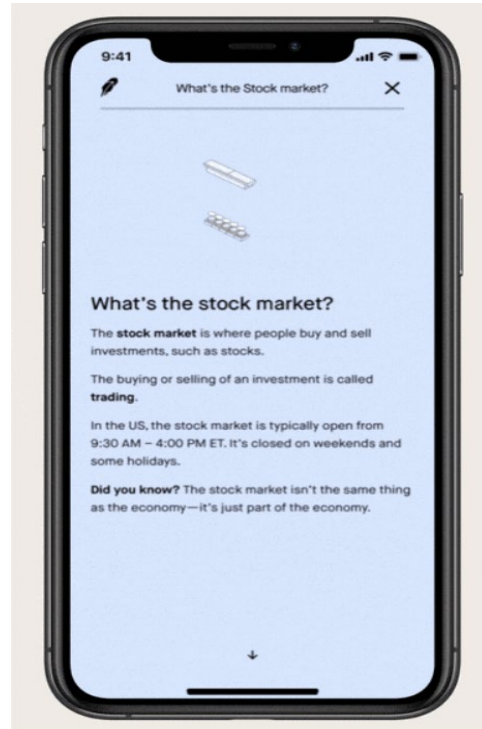 9:41
What's the Stock market?
What's the stock market?
The stock market is where people buy and sell
investments, such as stocks.
The buying or selling of an investment is called
trading.
In the US, the stock market is typically open from
9:30 AM – 4:00 PM ET. It's closed on weekends and
some holidays.
Did you know? The stock market isn't the same thing
as the economy—it's just part of the economy.